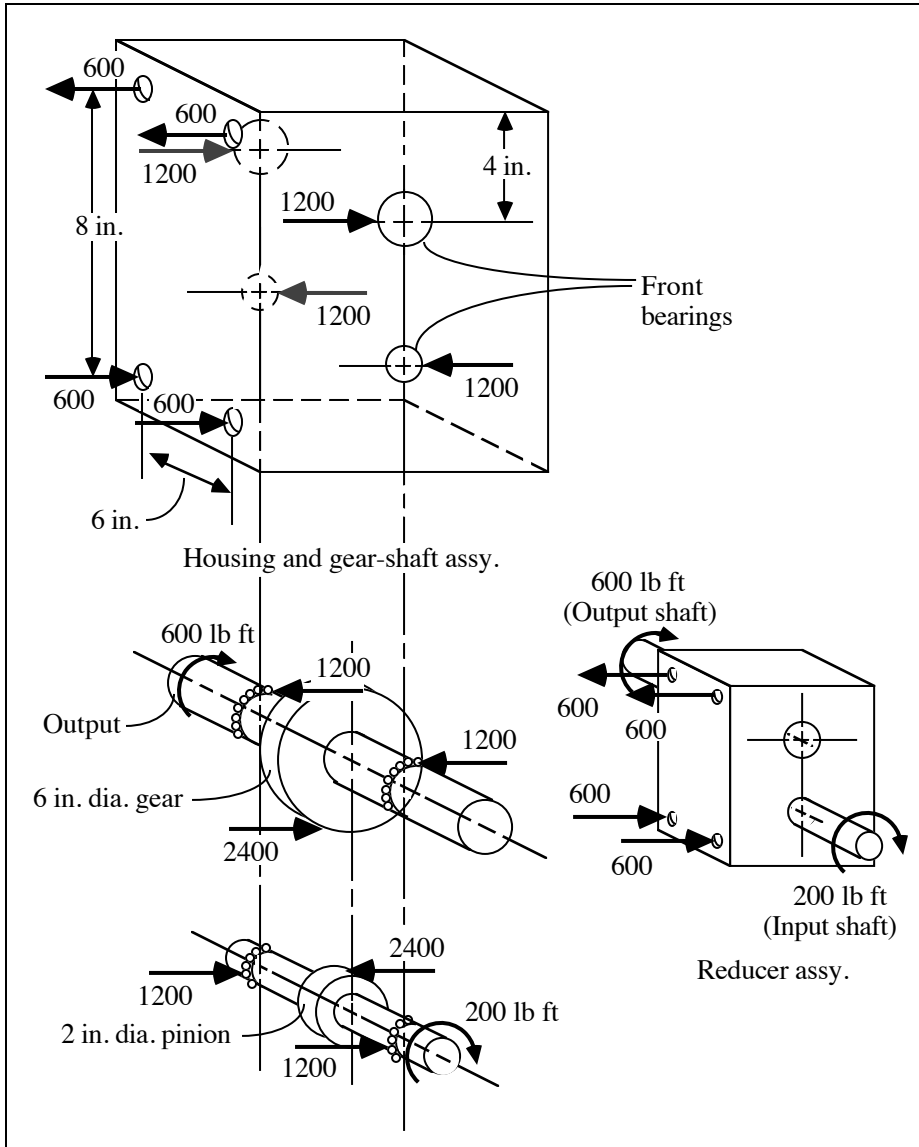 600
600
1200
4 in.
1200
8 in.
1200
Front
bearings
1200
600
600
6 in.
Housing and gear-shaft assy.
600 lb ft
(Output shaft)
600 lb ft
1200
Output
600
600
1200
6 in. dia. gear
600
2400
600
200 lb ft
(Input shaft)
2400
Reducer assy.
1200
200 lb ft
2 in. dia. pinion
1200